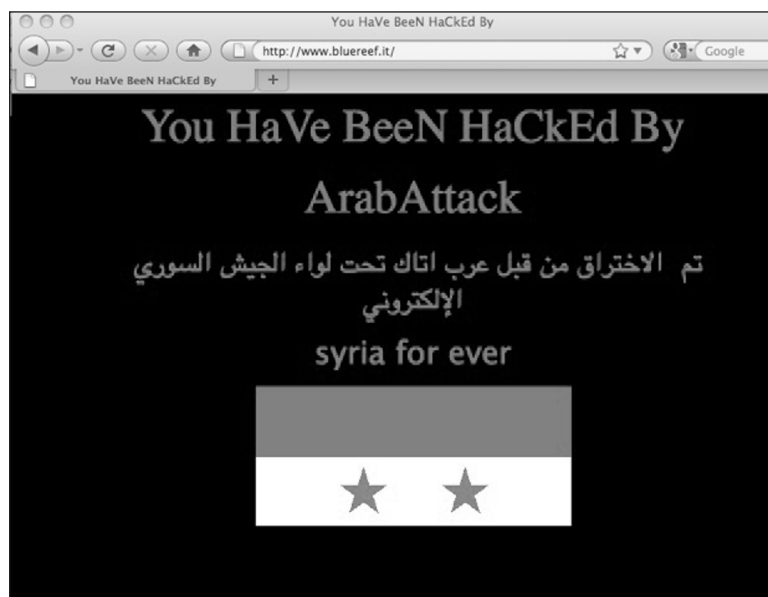 You HaVe BeeN HaCkEd By
http://www.bluereef.it/
Google
You HaVe BeeN HaCkEd By
You HaVe BeeN HaCkEd By
ArabAttack
تم الاختراق من قبل عرب اتاك تحت لواء الجيش السوري
الإلكتروني
syria for ever